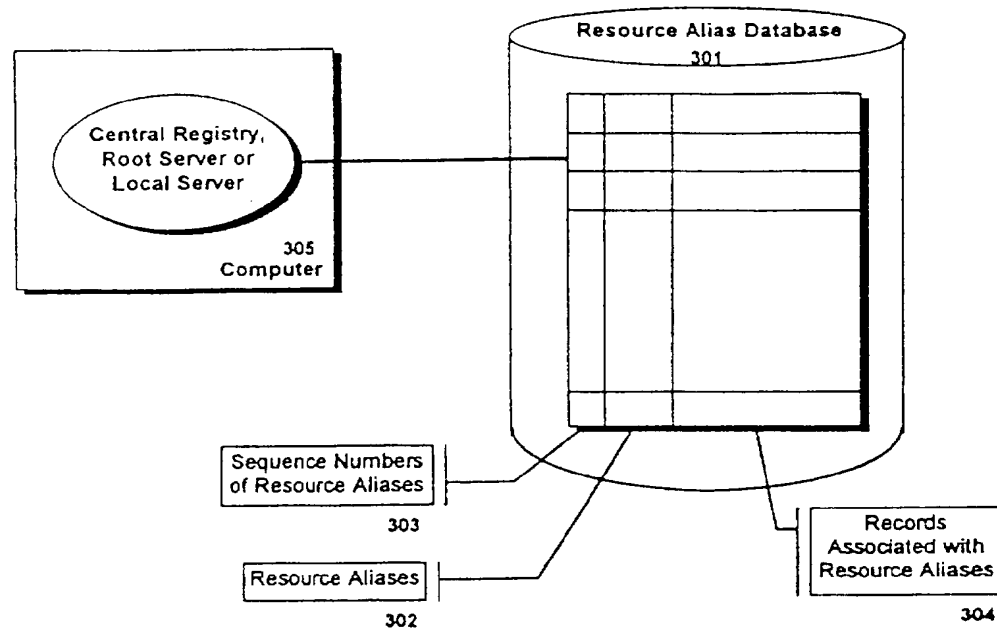 Resource Alias Database
301
Central Registry,
Root Server or
Local Server
305
Computer
Sequence Numbers
of Resource Aliases
303
Resource Aliases
302
Records
Associated with
Resource Aliases
304